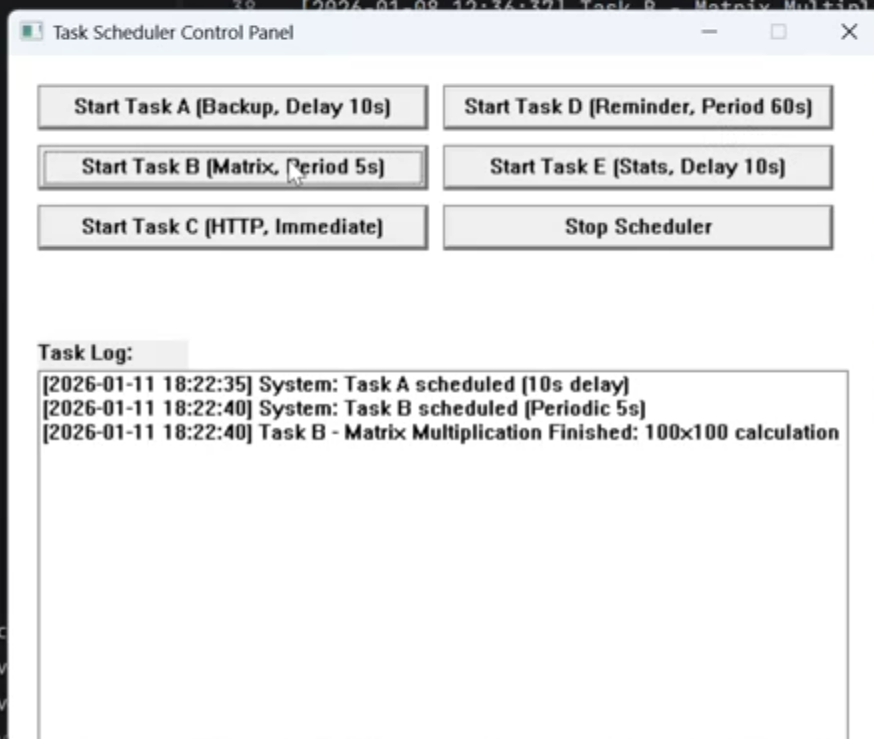 [2026-01-08 12:36:37] Task B - Matrix Multipl
Task Scheduler Control Panel
Start Task A (Backup, Delay 10s)
Start Task D (Reminder, Period 60s)
Start Task B (Matrix, Period 5s)
Start Task E (Stats, Delay 10s)
Start Task C (HTTP, Immediate)
Stop Scheduler
Task Log:
[2026-01-11 18:22:35] System: Task A scheduled (10s delay)
[2026-01-11 18:22:40] System: Task B scheduled (Periodic 5s)
[2026-01-11 18:22:40] Task B - Matrix Multiplication Finished: 100x100 calculation